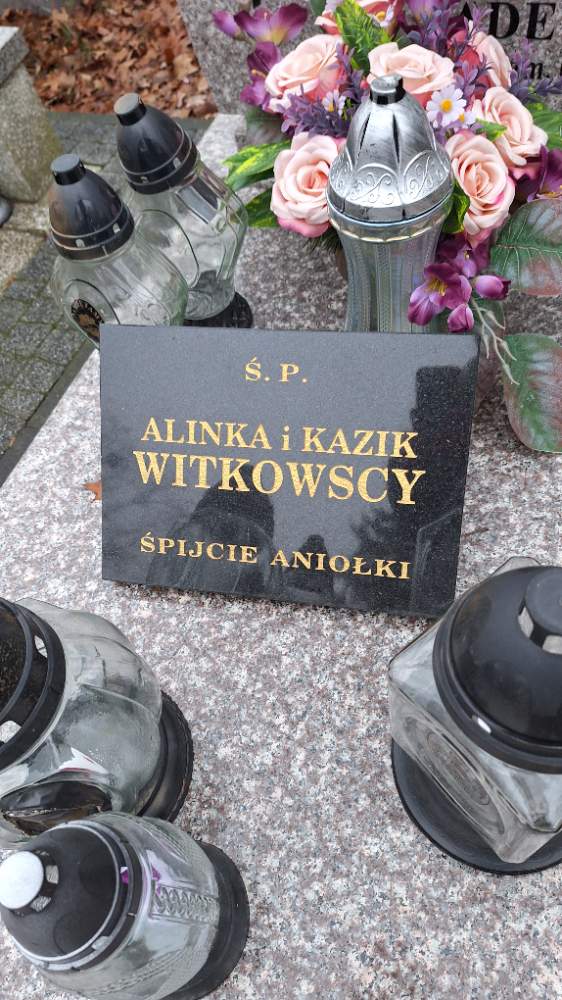 Ś. P.
ALINKA i KAZIK
WITKOWSCY
ŚPIJCIE ANIOŁKI